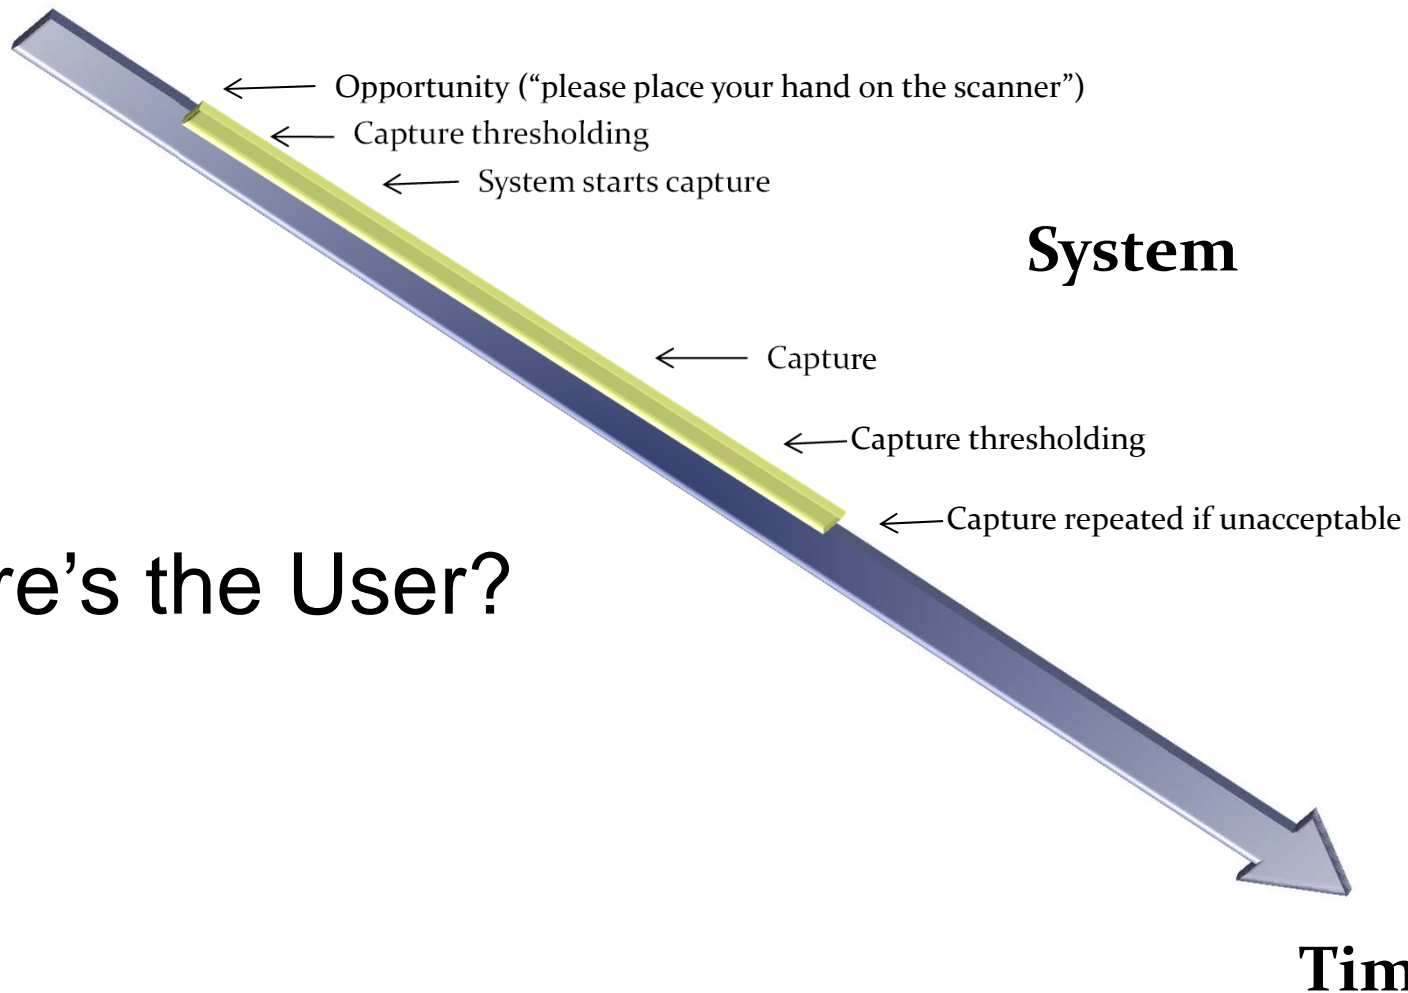 Opportunity (“please place your hand on the scanner”)
Capture thresholding
System starts capture
System
Capture
Capture thresholding
Capture repeated if unacceptable
re’s the User?
Tim